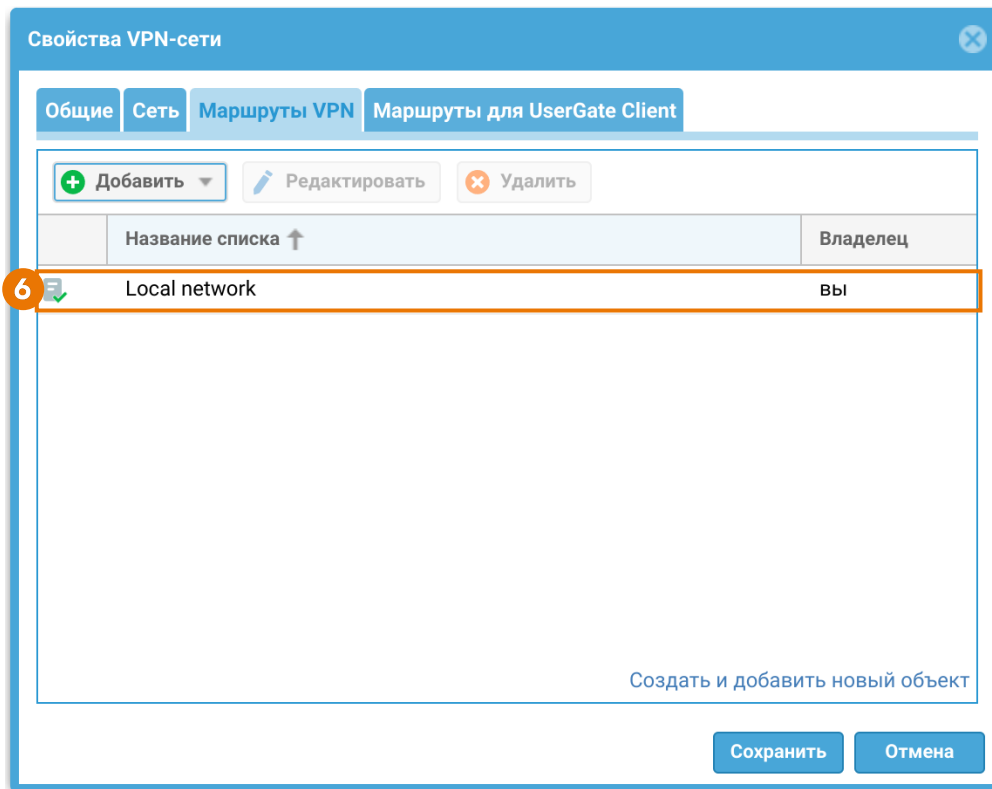 Свойства VPN-сети
Общие Сеть Маршруты VPN Маршруты для UserGate Client
Добавить Редактировать Удалить
Название списка Владелец
6 Local network вы
Создать и добавить новый объект
Сохранить Отмена